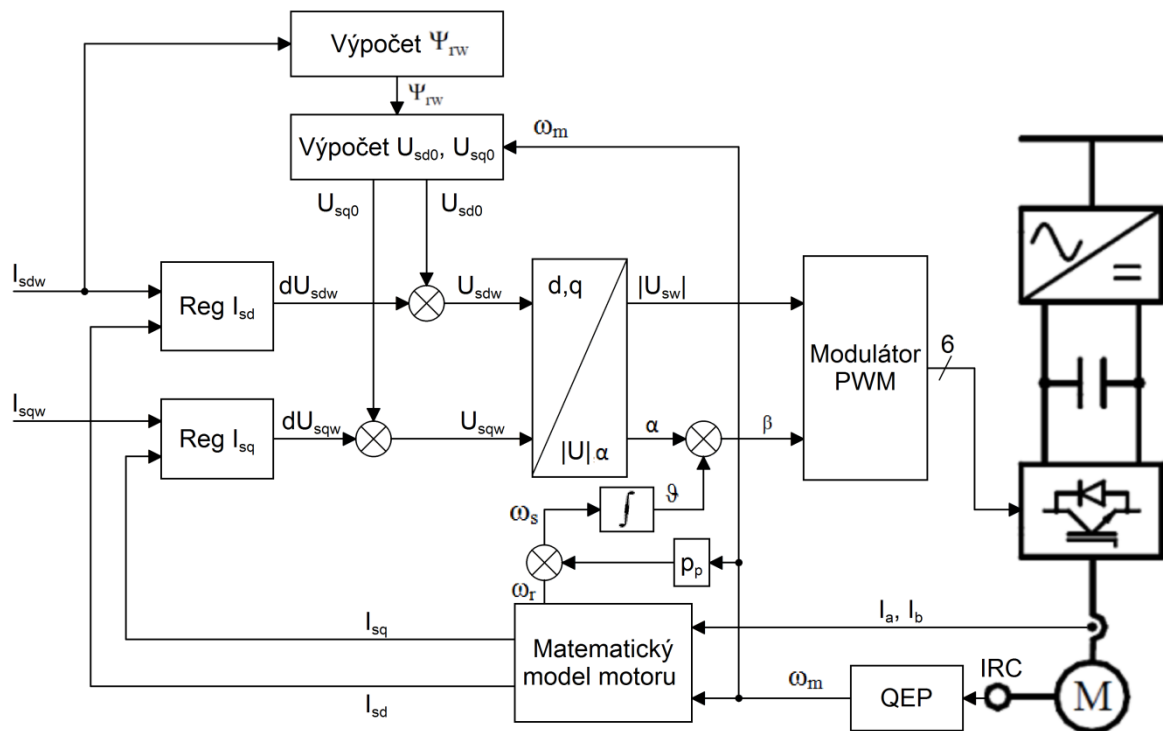 Výpočet Ψrw
Ψrw
Výpočet Usd0, Usq0
ωm
Usq0
Usd0
Isdw
Reg Isd
dUsdw
Usdw
d,q
|Usw|
Modulátor
PWM
6
Isqw
Reg Isq
dUsqw
Usqw
|U| α
α
β
ωs
∫
ϑ
pp
ωr
Isq
Matematický
model motoru
Ia, Ib
Isd
ωm
QEP
IRC
M